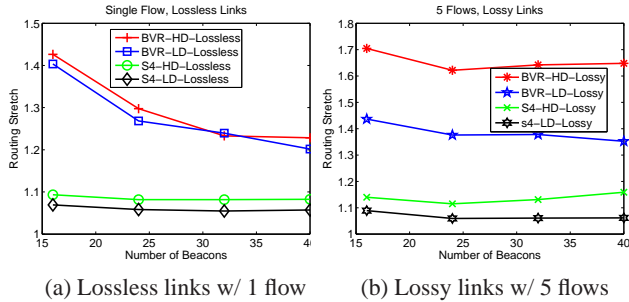 Single Flow, Lossless Links
Routing Stretch
1.5
1.4
1.3
1.2
1.1
1
15
20
25
30
35
40
Number of Beacons
BVR-HD-Lossless
BVR-LD-Lossless
S4-HD-Lossless
S4-LD-Lossless
(a) Lossless links w/ 1 flow
5 Flows, Lossy Links
Routing Stretch
1.8
1.7
1.6
1.5
1.4
1.3
1.2
1.1
1
15
20
25
30
35
40
Number of Beacons
BVR-HD-Lossy
BVR-LD-Lossy
S4-HD-Lossy
s4-LD-Lossy
(b) Lossy links w/ 5 flows